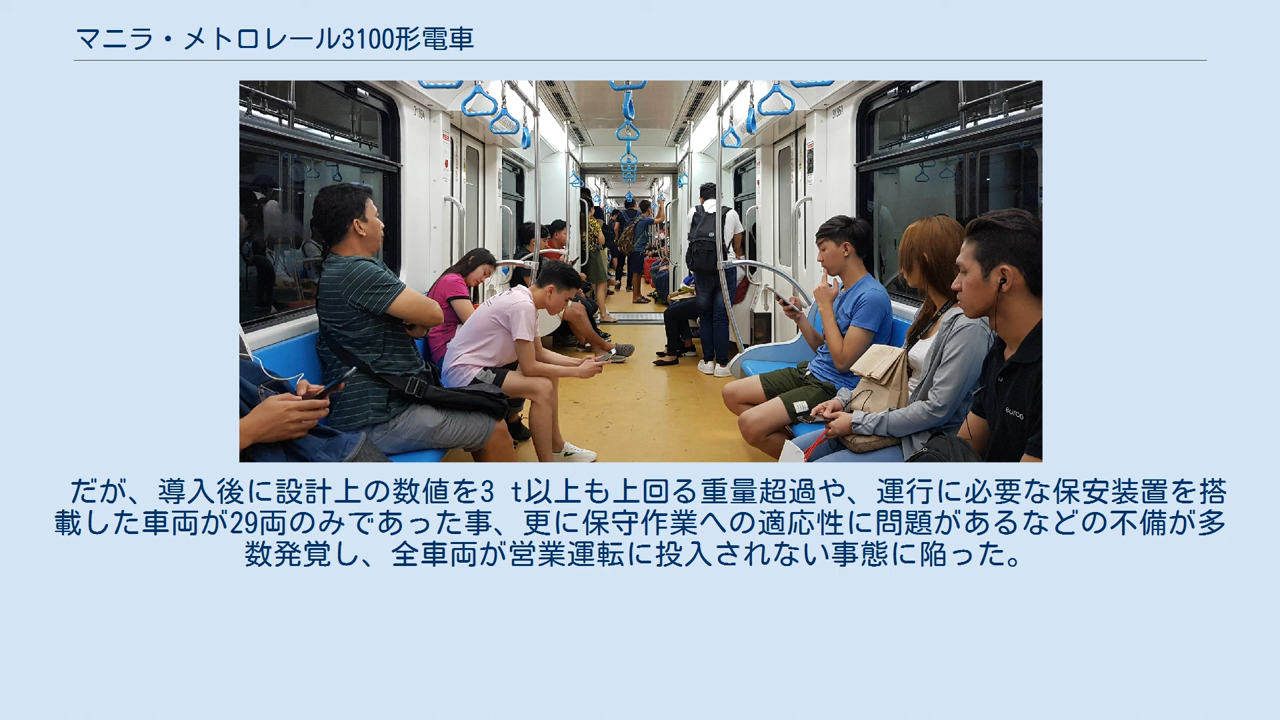 マニラ・メトロレール3100形電車
だが、導入後に設計上の数値を3 t以上も上回る重量超過や、運行に必要な保安装置を搭
載した車両が29両のみであった事、更に保守作業への適応性に問題があるなどの不備が多
数発覚し、全車両が営業運転に投入されない事態に陥った。